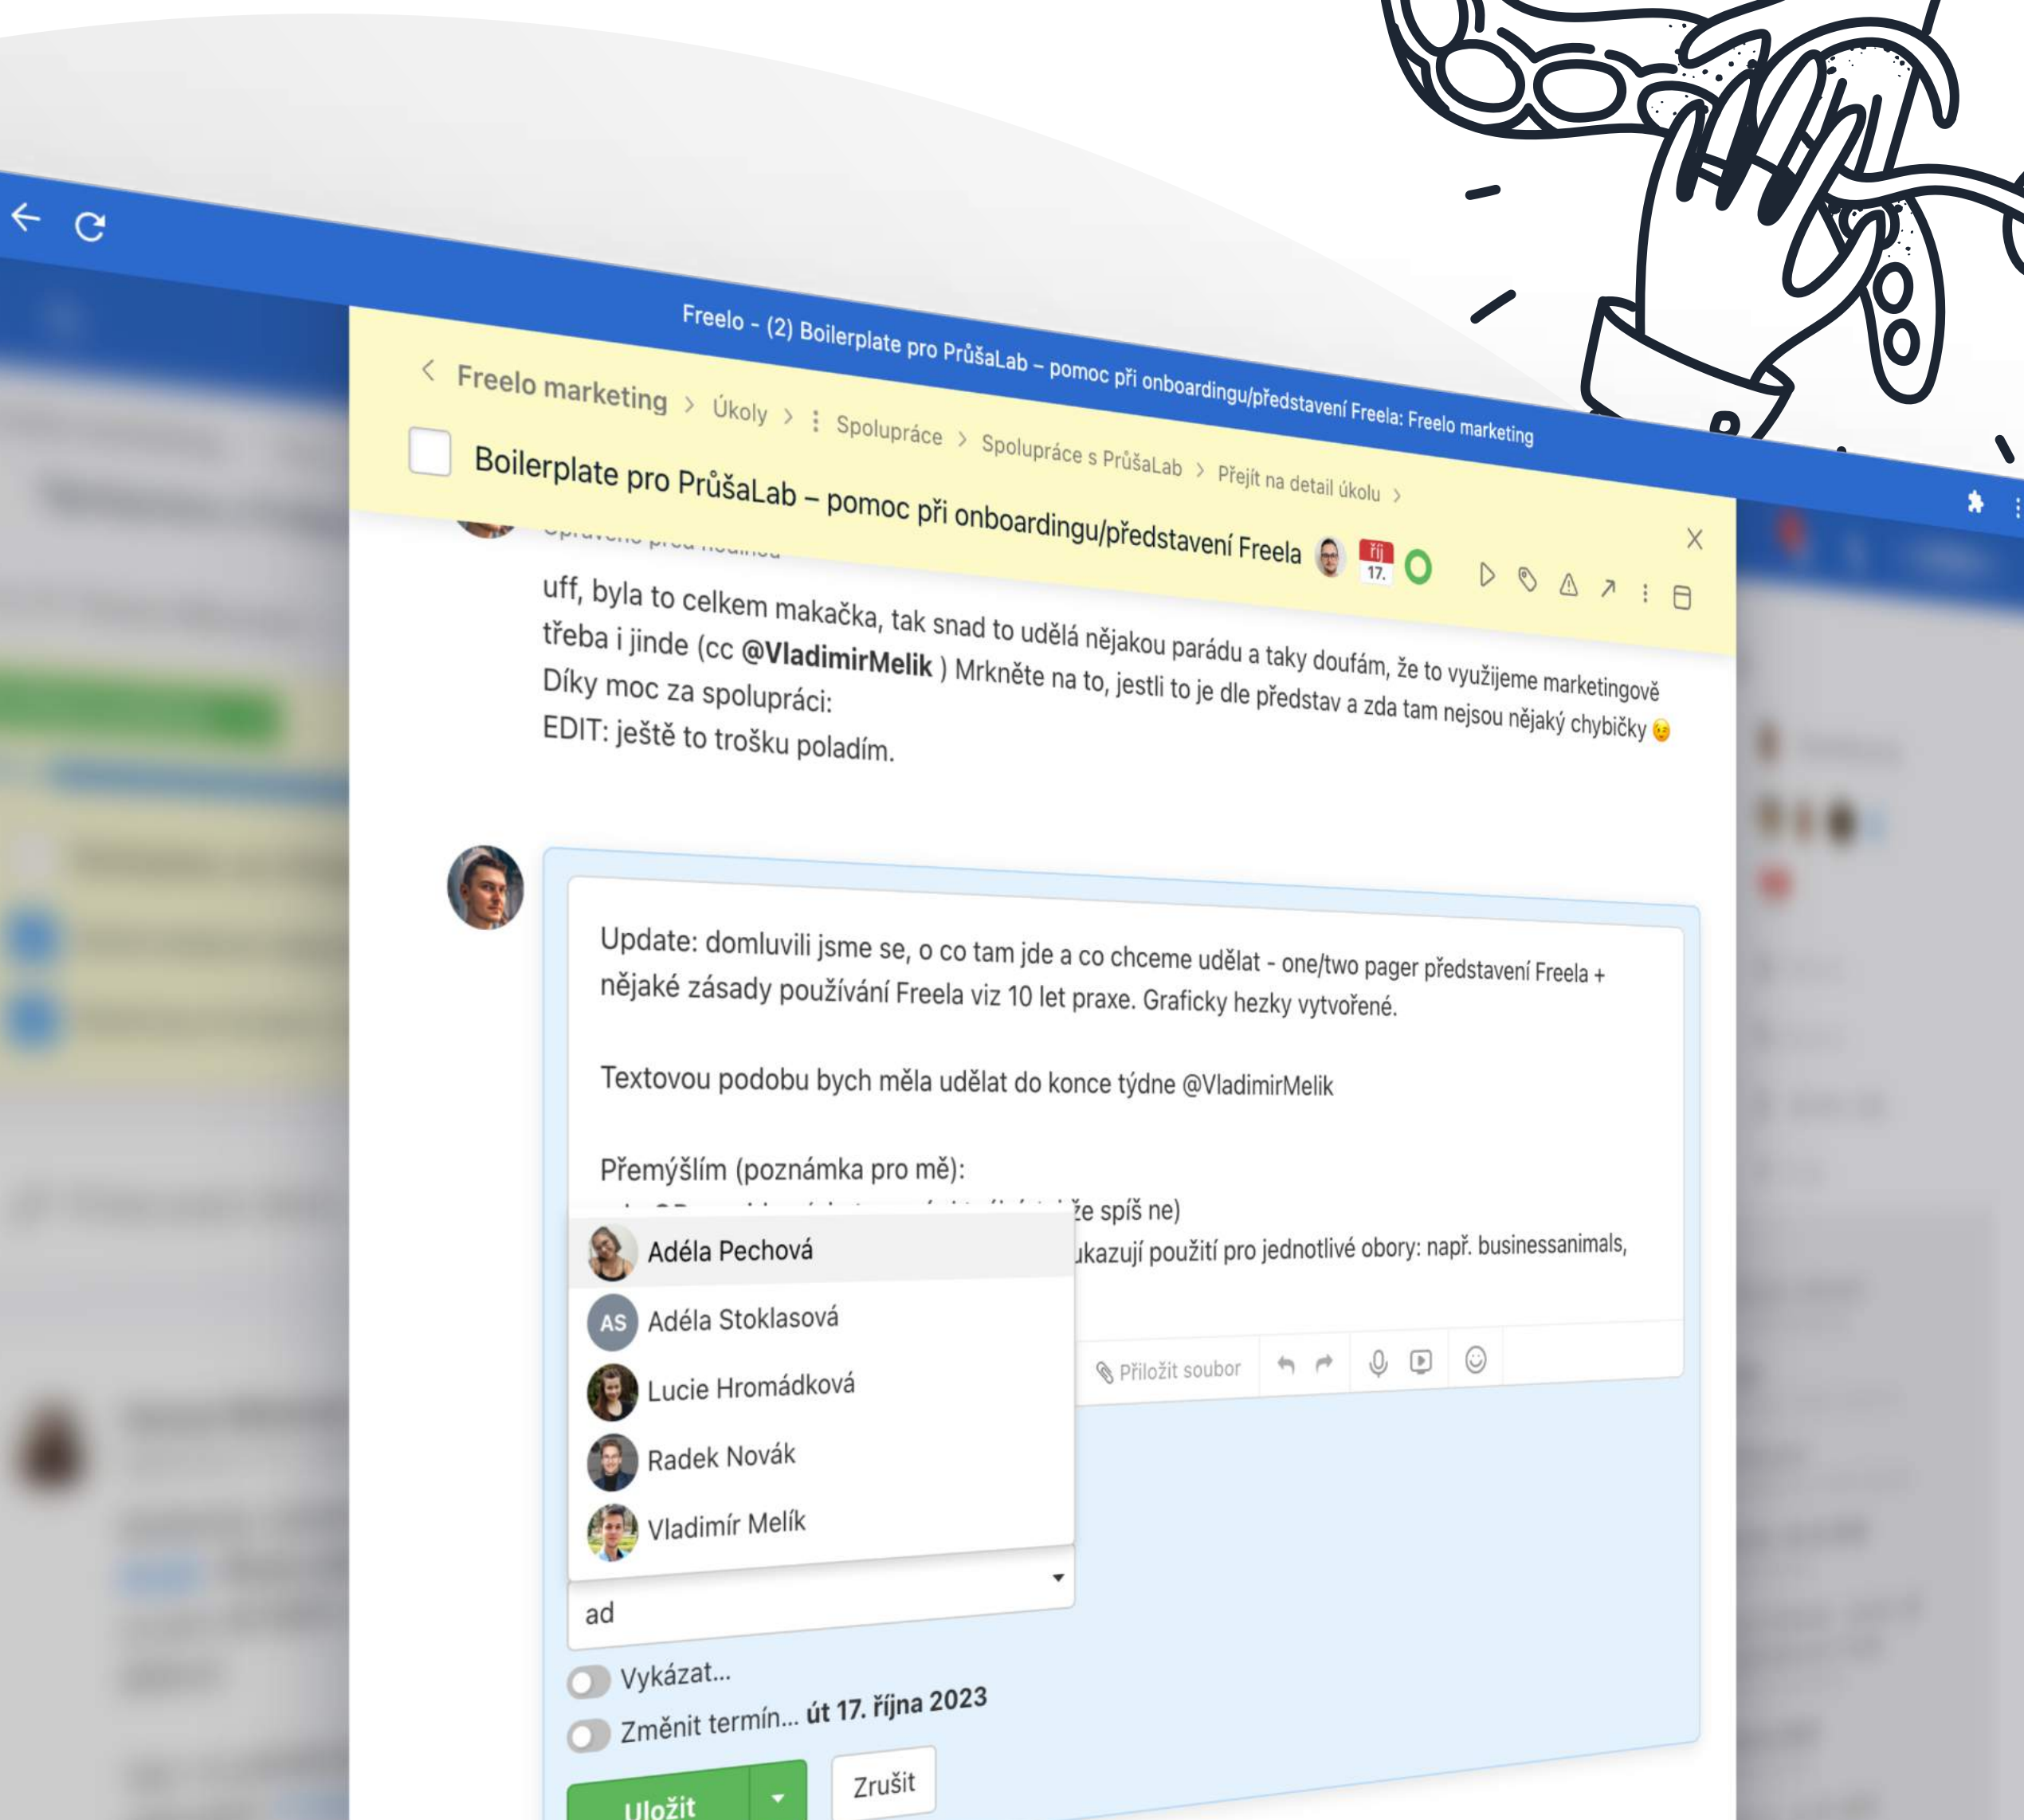 Freelo - (2) Boilerplate pro PrůšaLab – pomoc při onboardingu/představení Freela: Freelo marketing
Freelo marketing > Úkoly > Spolupráce > Spolupráce s PrůšaLab > Přejít na detail úkolu >
Boilerplate pro PrůšaLab – pomoc při onboardingu/představení Freela
říj
17.
uff, byla to celkem makačka, tak snad to udělá nějakou parádu a taky doufám, že to využijeme marketingově
třeba i jinde (cc @VladimirMelik ) Mrkněte na to, jestli to je dle představ a zda tam nejsou nějaký chybičky 😉
Díky moc za spolupráci:
EDIT: ještě to trošku poladím.
Update: domluvili jsme se, o co tam jde a co chceme udělat - one/two pager představení Freela +
nějaké zásady používání Freela viz 10 let praxe. Graficky hezky vytvořené.
Textovou podobu bych měla udělat do konce týdne @VladimirMelik
Přemýšlím (poznámka pro mě):
že spíš ne)
ukazují použití pro jednotlivé obory: např. businessanimals,
Adéla Pechová
AS Adéla Stoklasová
Lucie Hromádková
Radek Novák
Vladimír Melík
Přiložit soubor
ad
Vykázat...
Změnit termín... út 17. října 2023
Uložit
Zrušit